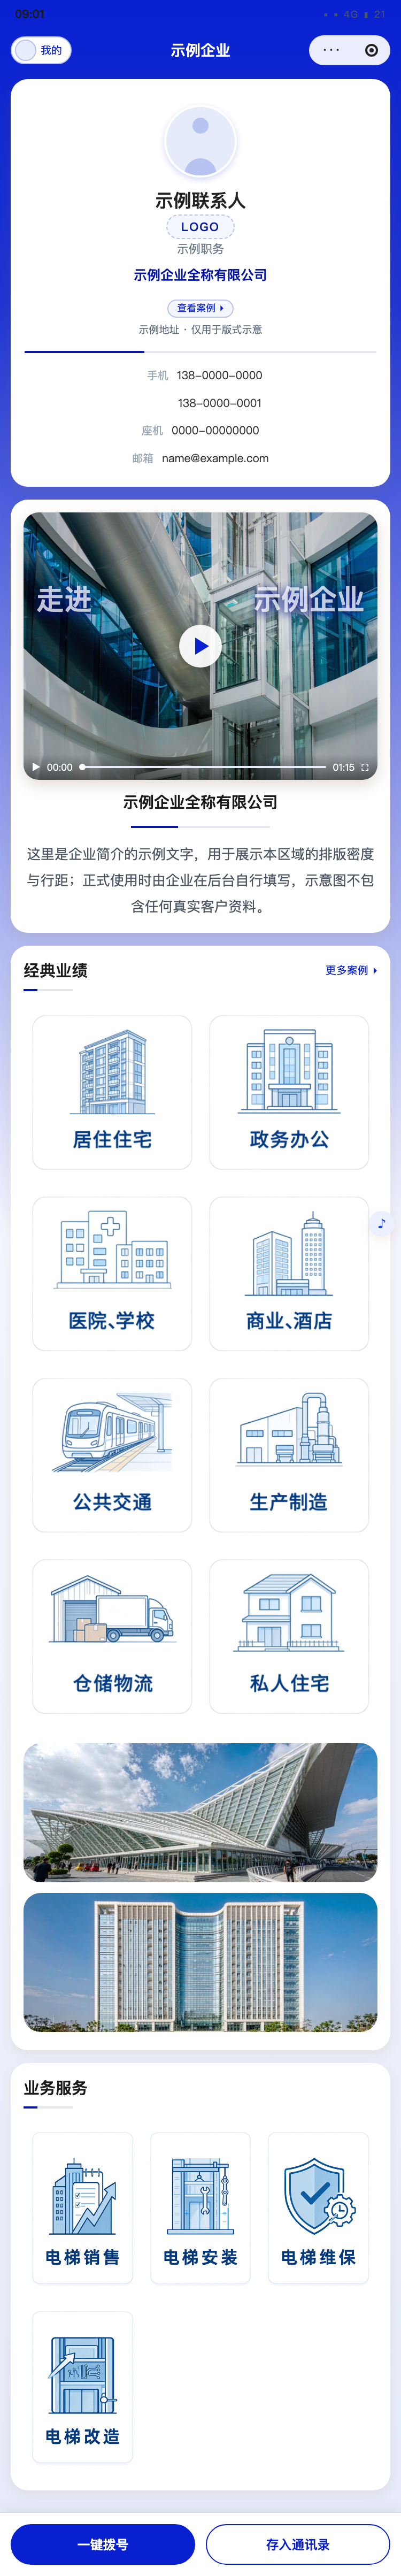 09:01
4G 21
我的
示例企业
示例联系人
LOGO
示例职务
示例企业全称有限公司
查看案例
示例地址 · 仅用于版式示意
手机 138-0000-0000
138-0000-0001
座机 0000-00000000
邮箱 name@example.com
走进 示例企业
00:00 01:15
示例企业全称有限公司
这里是企业简介的示例文字，用于展示本区域的排版密度
与行距；正式使用时由企业在后台自行填写，示意图不包
含任何真实客户资料。
经典业绩
更多案例
居住住宅
政务办公
医院、学校
商业、酒店
公共交通
生产制造
仓储物流
私人住宅
业务服务
电梯销售
电梯安装
电梯维保
电梯改造
一键拨号
存入通讯录